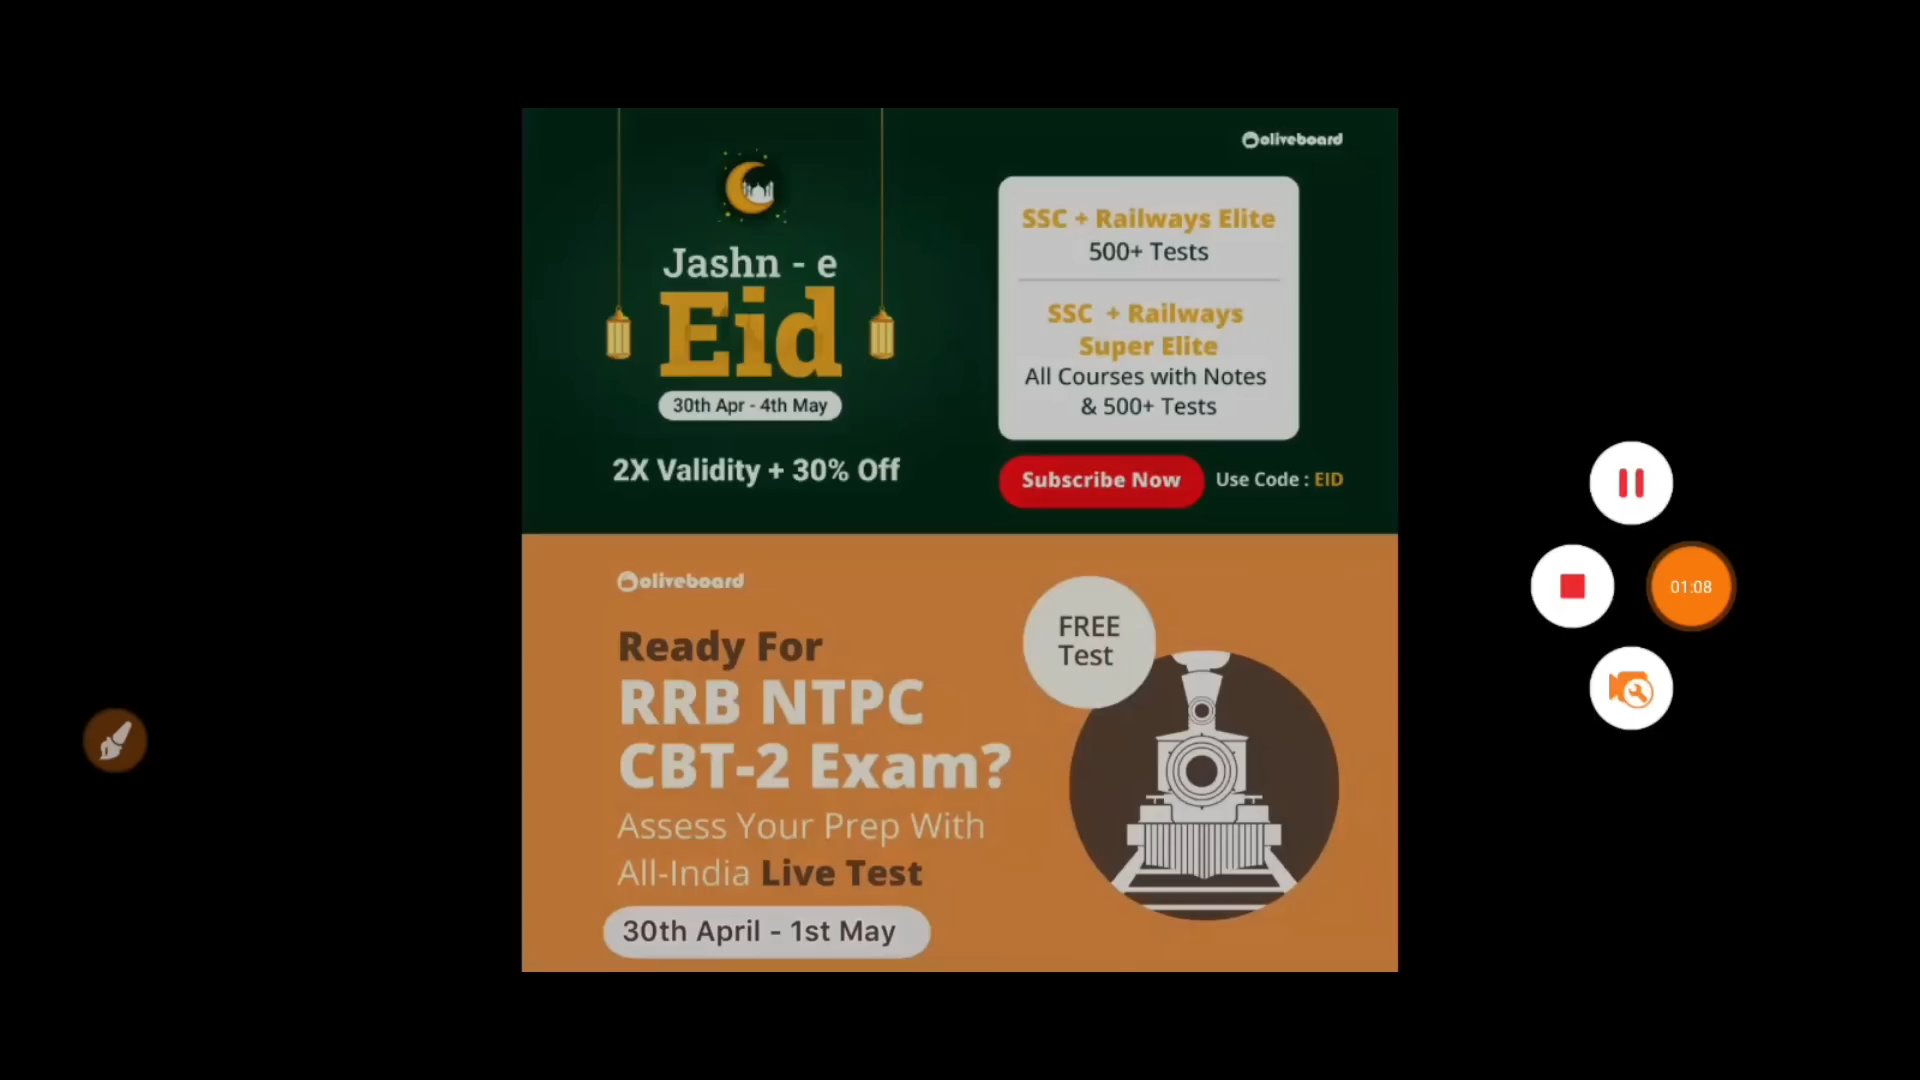 oliveboard
Jashn - e
Eid
30th Apr - 4th May
2X Validity + 30% Off
SSC + Railways Elite
500+ Tests
SSC + Railways
Super Elite
All Courses with Notes
& 500+ Tests
Subscribe Now
Use Code : EID
oliveboard
Ready For
RRB NTPC
CBT-2 Exam?
Assess Your Prep With
All-India Live Test
30th April - 1st May
FREE
Test
01:08